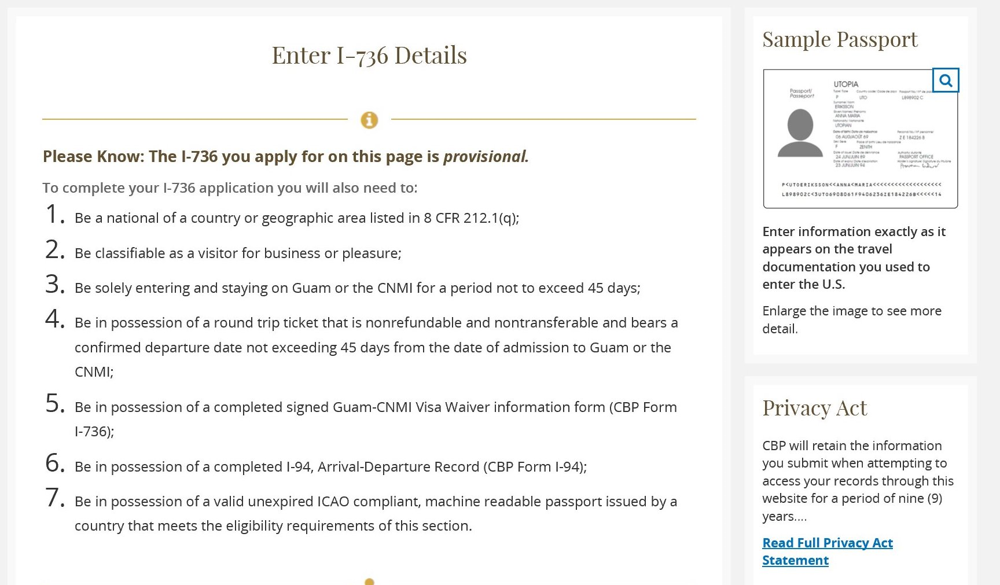 Enter I-736 Details
Please Know: The I-736 you apply for on this page is provisional.
To complete your I-736 application you will also need to:
1. Be a national of a country or geographic area listed in 8 CFR 212.1(q);
2. Be classifiable as a visitor for business or pleasure;
3. Be solely entering and staying on Guam or the CNMI for a period not to exceed 45 days;
4. Be in possession of a round trip ticket that is nonrefundable and nontransferable and bears a
confirmed departure date not exceeding 45 days from the date of admission to Guam or the
CNMI;
5. Be in possession of a completed signed Guam-CNMI Visa Waiver information form (CBP Form
I-736);
6. Be in possession of a completed I-94, Arrival-Departure Record (CBP Form I-94);
7. Be in possession of a valid unexpired ICAO compliant, machine readable passport issued by a
country that meets the eligibility requirements of this section.
Sample Passport
Passport/
Passeport
UTOPIA
P UTO L898902 C
ERIKSSON
ANNA MARIA
UTOPIAN
06 AUG/AOÛT 69 Z E 184226 B
F ZENITH
24 JUN/JUIN 89 PASSPORT OFFICE
23 JUN/JUIN 94
P<UTOERIKSSON<<ANNA<MARIA<<<<<<<<<<<<<<<<<<<
L898902C<3UTO6908061F9406236ZE184226B<<<<<14
Enter information exactly as it
appears on the travel
documentation you used to
enter the U.S.
Enlarge the image to see more
detail.
Privacy Act
CBP will retain the information
you submit when attempting to
access your records through this
website for a period of nine (9)
years....
Read Full Privacy Act
Statement